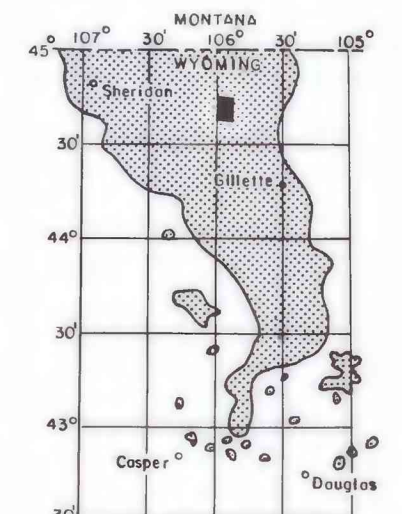 MONTANA
45° 107° 30' 106° 30' 105°
WYOMING
Sheridan
30'
Gillette
44°
30'
43°
Casper
Douglas
30'